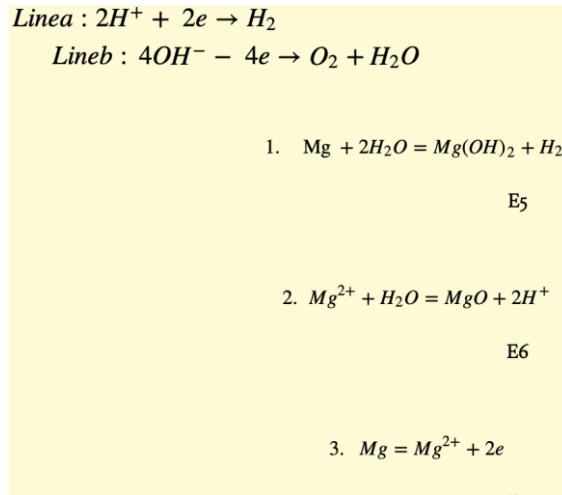 Linea : 2H⁺ + 2e → H₂
Lineb : 4OH⁻ − 4e → O₂ + H₂O
1. Mg + 2H₂O = Mg(OH)₂ + H₂
E5
2. Mg²⁺ + H₂O = MgO + 2H⁺
E6
3. Mg = Mg²⁺ + 2e